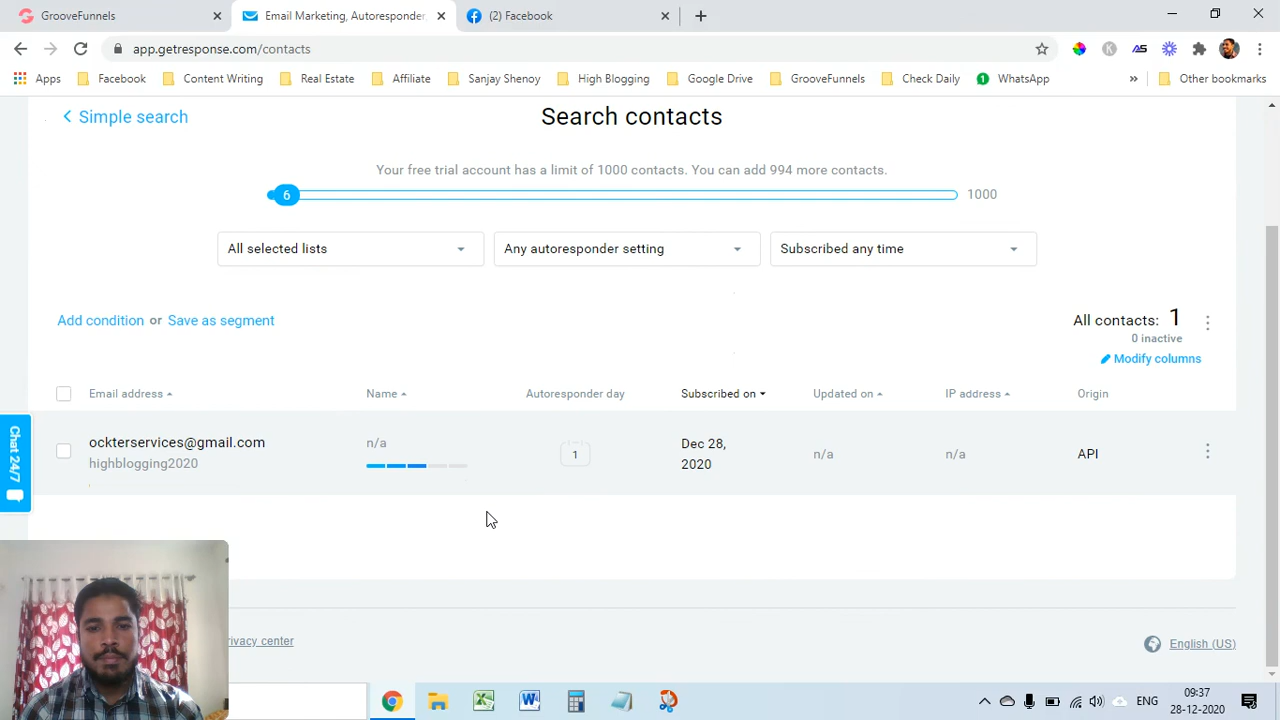 GrooveFunnels
Email Marketing, Autoresponder,
(2) Facebook
app.getresponse.com/contacts
Apps
Facebook
Content Writing
Real Estate
Affiliate
Sanjay Shenoy
High Blogging
Google Drive
GrooveFunnels
Check Daily
1
WhatsApp
»
Other bookmarks
Simple search
Search contacts
Your free trial account has a limit of 1000 contacts. You can add 994 more contacts.
6
1000
All selected lists
Any autoresponder setting
Subscribed any time
Add condition or Save as segment
All contacts: 1
0 inactive
Modify columns
Email address
Name
Autoresponder day
Subscribed on
Updated on
IP address
Origin
ockterservices@gmail.com
highblogging2020
n/a
1
Dec 28,
2020
n/a
n/a
API
Chat 24/7
rivacy center
English (US)
ENG
09:37
28-12-2020